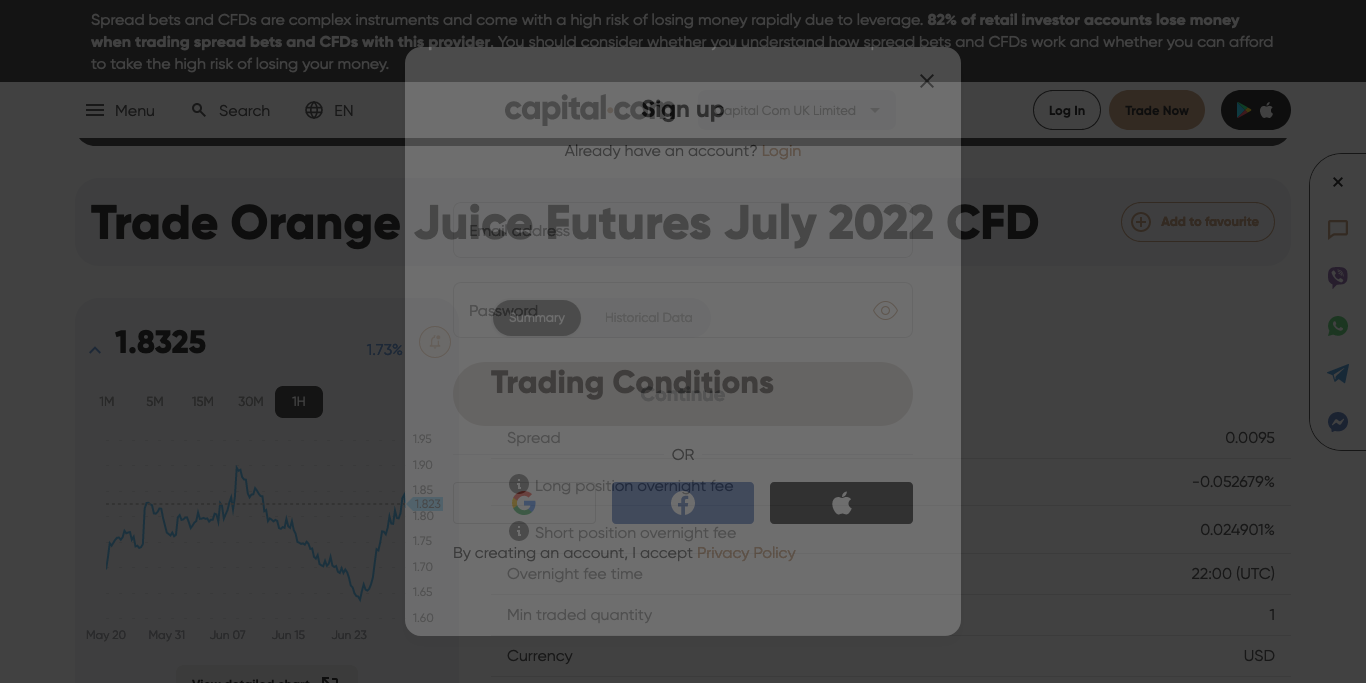 Spread bets and CFDs are complex instruments and come with a high risk of losing money rapidly due to leverage. 82% of retail investor accounts lose money
when trading spread bets and CFDs with this provider. You should consider whether you understand how spread bets and CFDs work and whether you can afford
to take the high risk of losing your money.
Menu
Search
EN
capital.com
Capital Com UK Limited
Log In
Trade Now
Sign up
Already have an account? Login
Trade Orange Juice Futures July 2022 CFD
Add to favourite
Email address
Password
1.8325
1.73%
Summary
Historical Data
1M 5M 15M 30M 1H
Trading Conditions
Continue
OR
1.95
1.90
1.85
1.823
1.80
1.75
1.70
1.65
1.60
May 20 May 31 Jun 07 Jun 15 Jun 23
Spread 0.0095
Long position overnight fee -0.052679%
Short position overnight fee 0.024901%
By creating an account, I accept Privacy Policy
Overnight fee time 22:00 (UTC)
Min traded quantity 1
Currency USD
View detailed chart